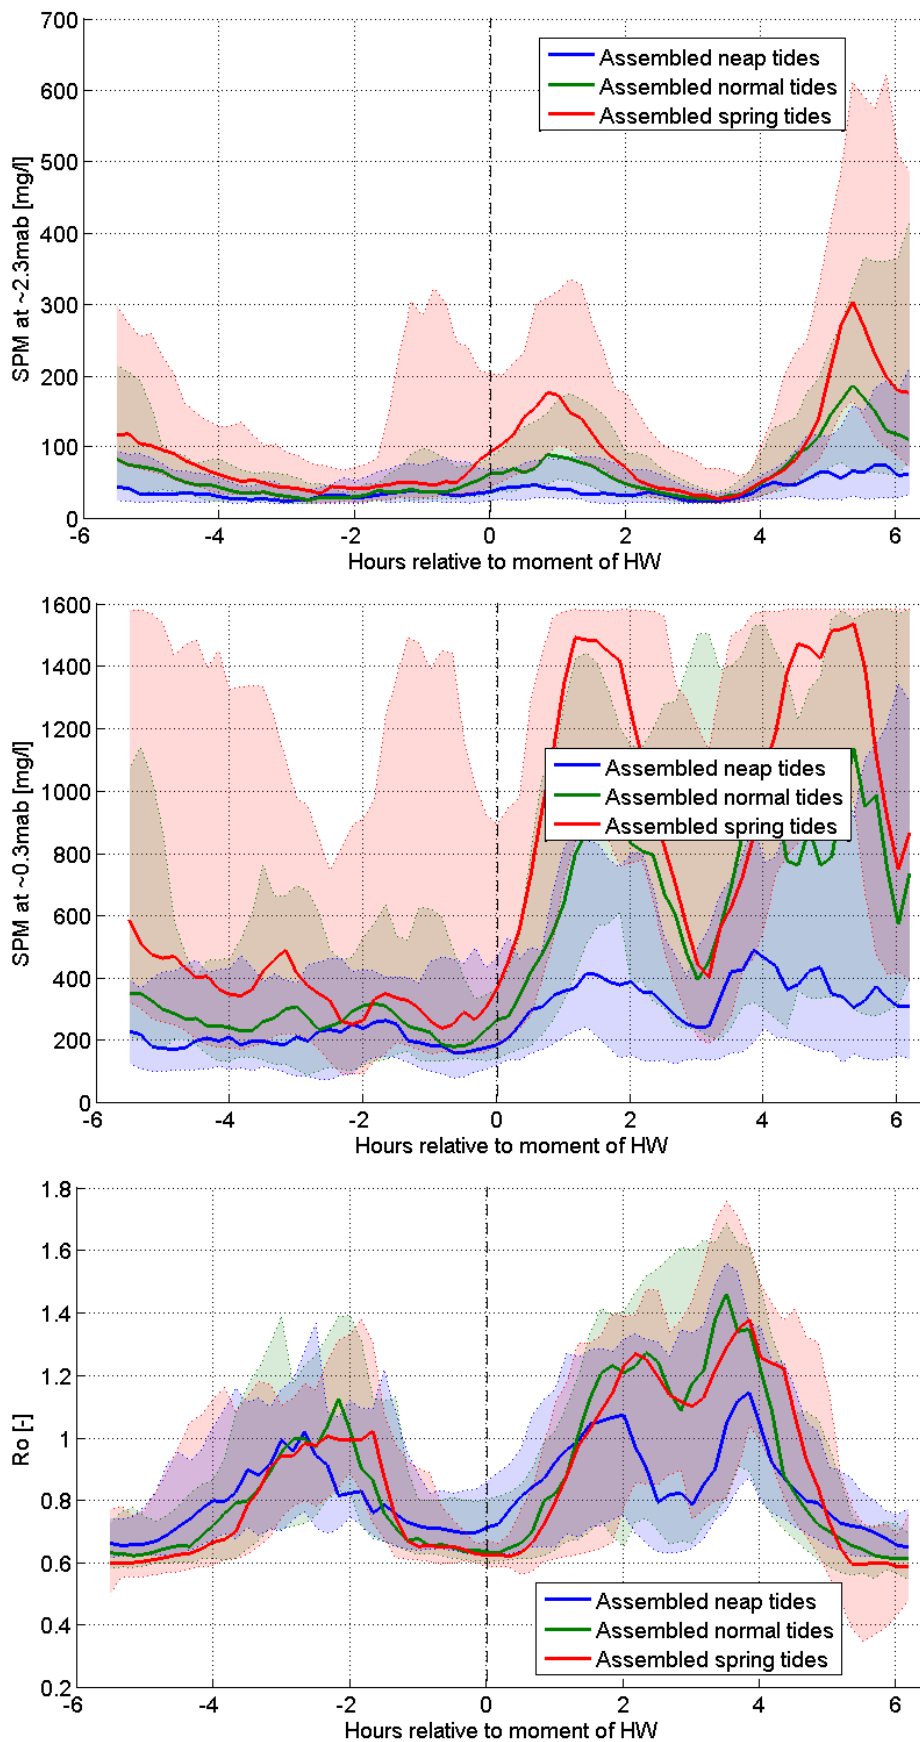 700
600
500
400
300
200
100
0
SPM at ~2.3mab [mg/l]
Assembled neap tides
Assembled normal tides
Assembled spring tides
-6 -4 -2 0 2 4 6
Hours relative to moment of HW
1600
1400
1200
1000
800
600
400
200
0
SPM at ~0.3mab [mg/l]
Assembled neap tides
Assembled normal tides
Assembled spring tides
-6 -4 -2 0 2 4 6
Hours relative to moment of HW
1.8
1.6
1.4
1.2
1
0.8
0.6
0.4
0.2
Ro [-]
Assembled neap tides
Assembled normal tides
Assembled spring tides
-6 -4 -2 0 2 4 6
Hours relative to moment of HW